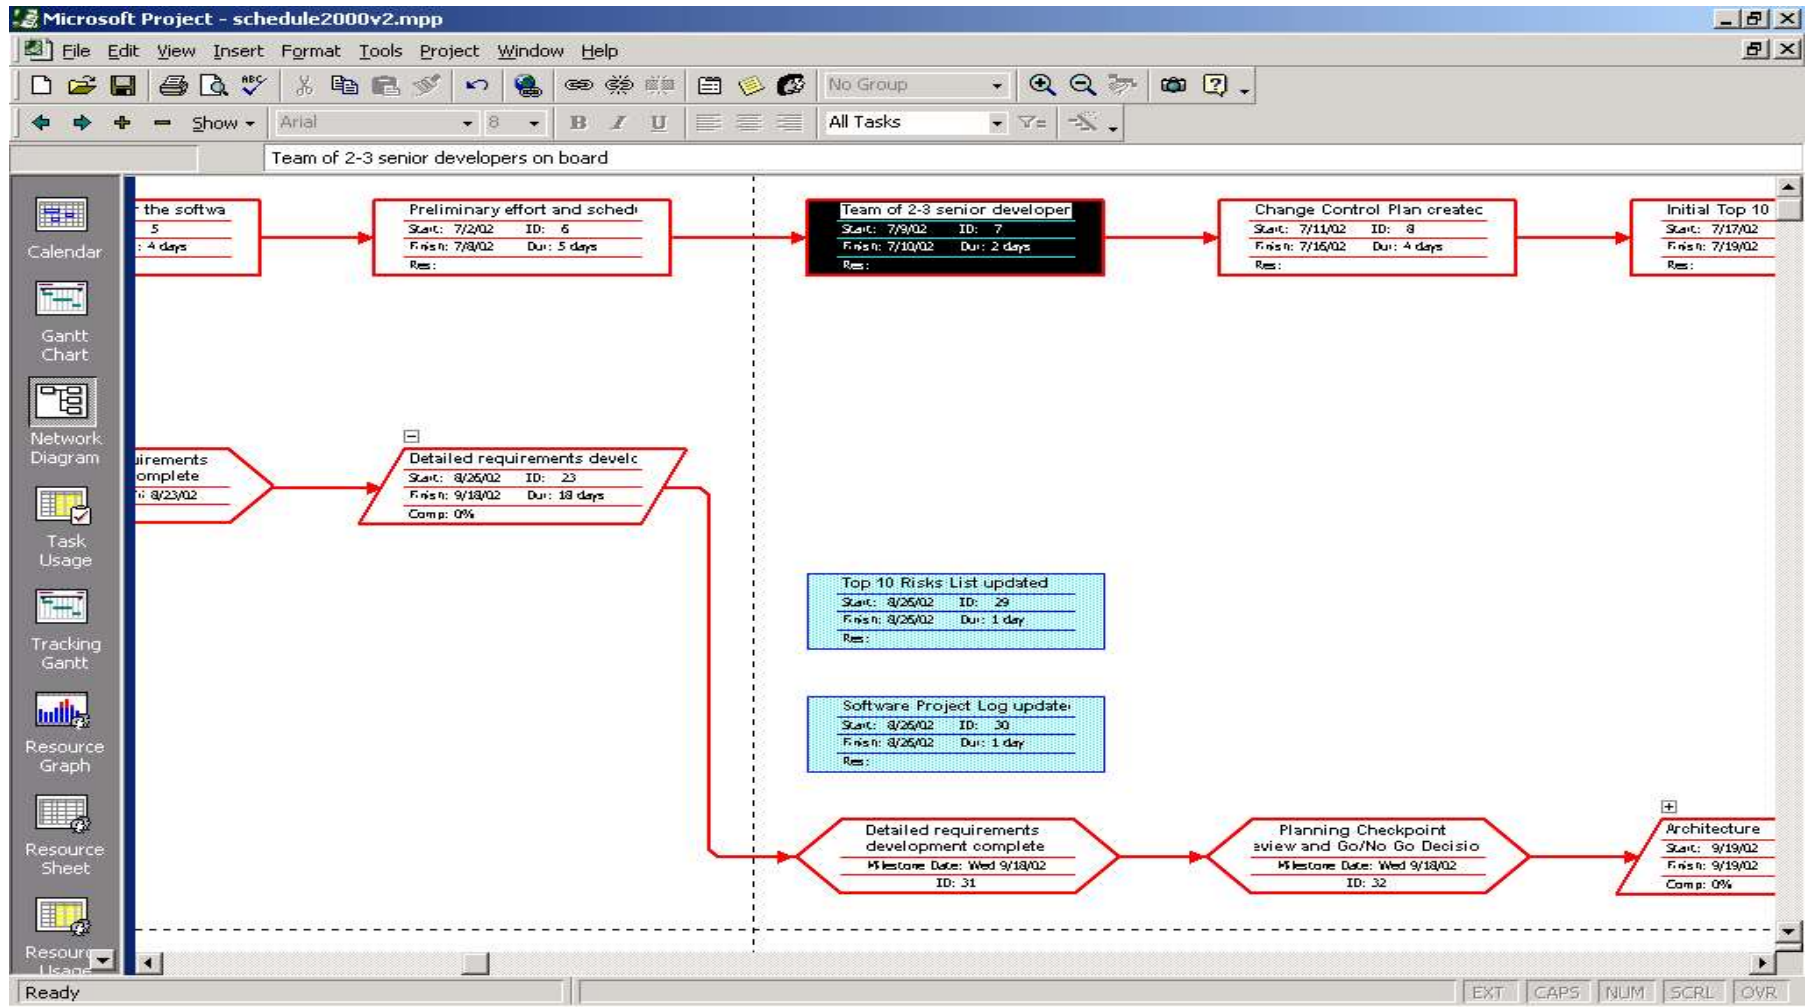 Microsoft Project - schedule2000v2.mpp
File Edit View Insert Format Tools Project Window Help
ABC
No Group
Show
Arial
8
B I U
All Tasks
Team of 2-3 senior developers on board
Calendar
Gantt
Chart
Network
Diagram
Task
Usage
Tracking
Gantt
Resource
Graph
Resource
Sheet
Resour
Usage
the softwa
5
: 4 days
Preliminary effort and sched
Start: 7/2/02 ID: 6
Finish: 7/8/02 Dur: 5 days
Res:
Team of 2-3 senior developer
Start: 7/9/02 ID: 7
Finish: 7/10/02 Dur: 2 days
Res:
Change Control Plan created
Start: 7/11/02 ID: 8
Finish: 7/16/02 Dur: 4 days
Res:
Initial Top 10
Start: 7/17/02
Finish: 7/19/02
Res:
uirements
omplete
8/23/02
Detailed requirements develc
Start: 8/26/02 ID: 23
Finish: 9/18/02 Dur: 18 days
Comp: 0%
Top 10 Risks List updated
Start: 8/26/02 ID: 29
Finish: 8/26/02 Dur: 1 day
Res:
Software Project Log update
Start: 8/26/02 ID: 30
Finish: 8/26/02 Dur: 1 day
Res:
Detailed requirements
development complete
Milestone Date: Wed 9/18/02
ID: 31
Planning Checkpoint
eview and Go/No Go Decisio
Milestone Date: Wed 9/18/02
ID: 32
Architecture
Start: 9/19/02
Finish: 9/19/02
Comp: 0%
Ready
EXT CAPS NUM SCRL OVR